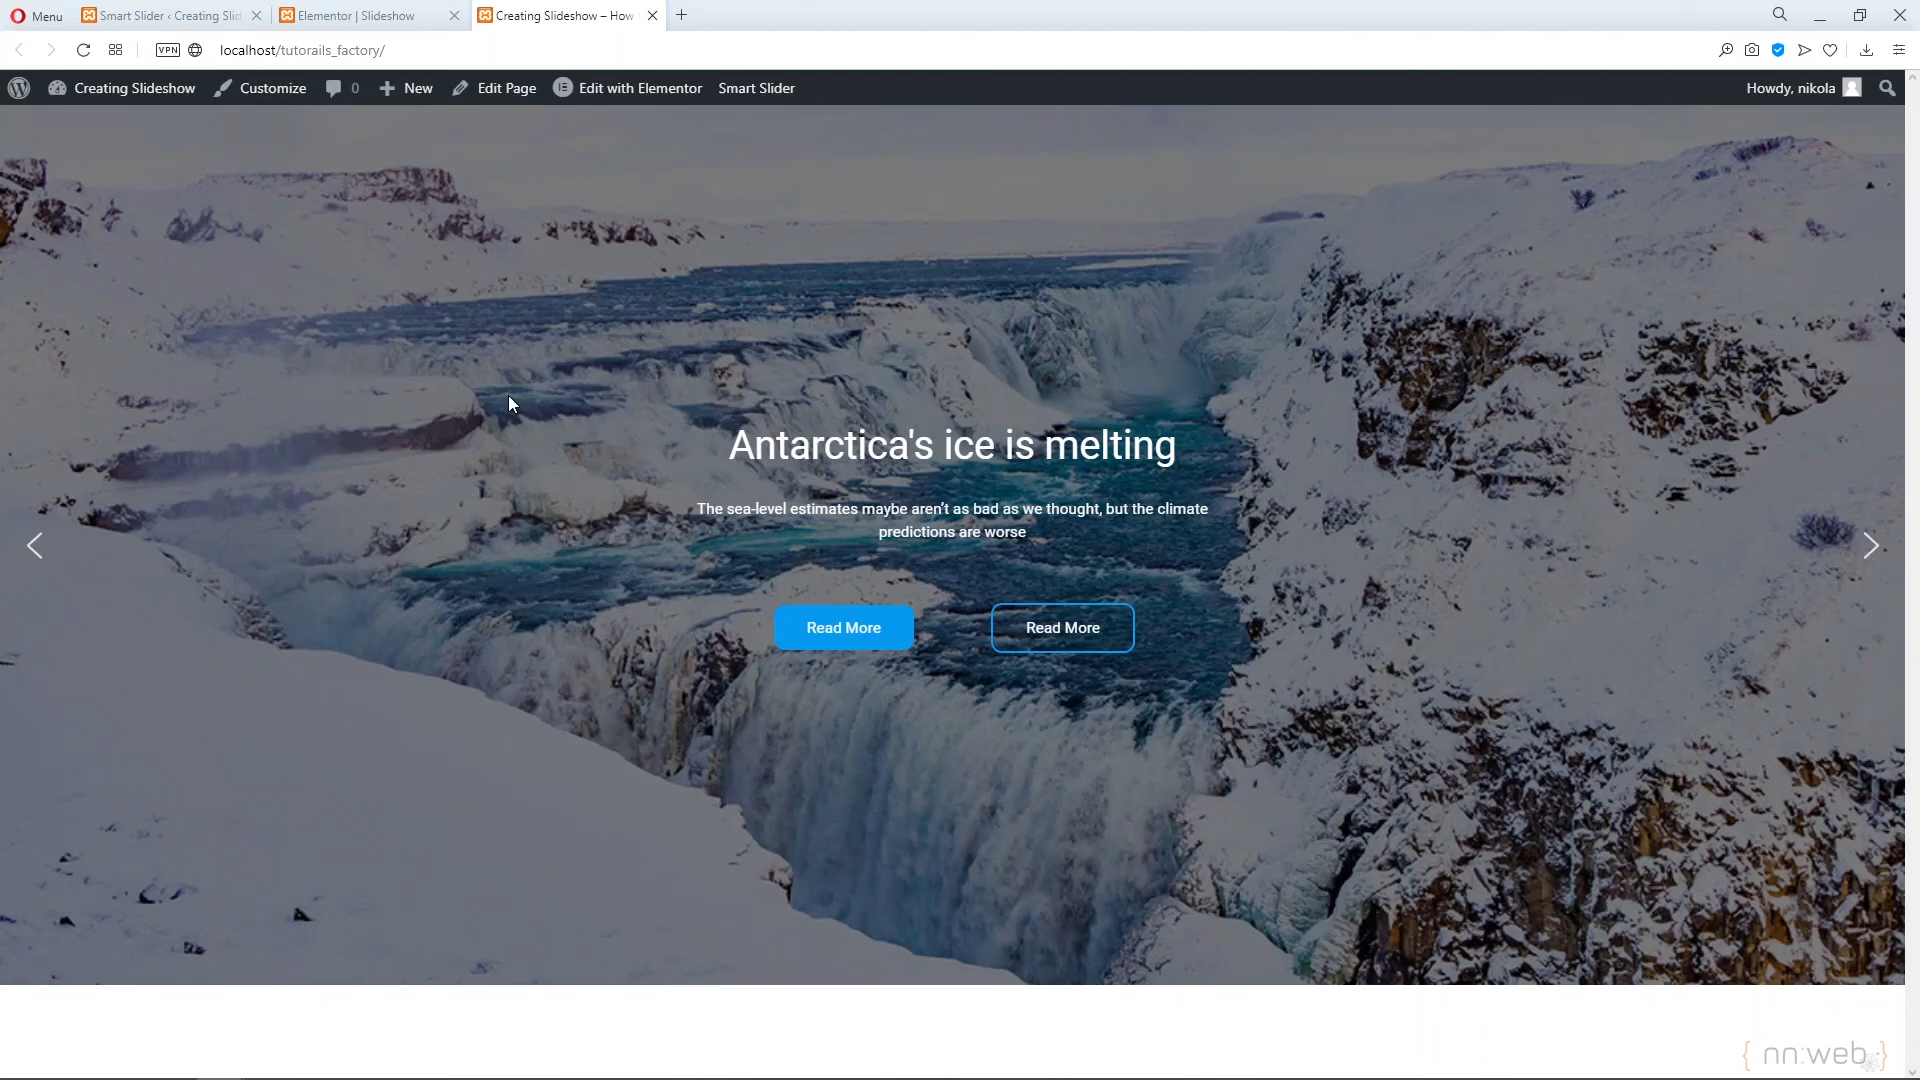 Menu
Smart Slider ‹ Creating Slid
Elementor | Slideshow
Creating Slideshow – How
VPN
localhost/tutorails_factory/
Creating Slideshow
Customize
0
New
Edit Page
Edit with Elementor
Smart Slider
Howdy, nikola
Antarctica's ice is melting
The sea-level estimates maybe aren't as bad as we thought, but the climate
predictions are worse
Read More
Read More
{ nn:web }